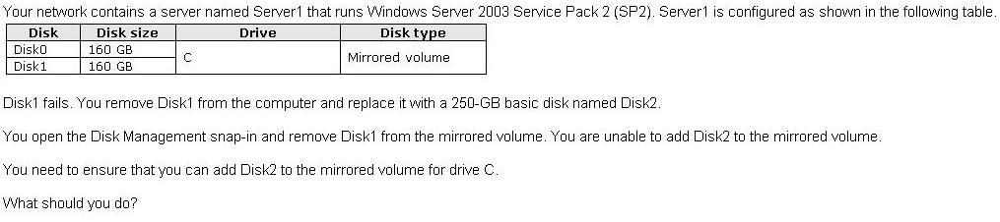 Your network contains a server named Server1 that runs Windows Server 2003 Service Pack 2 (SP2). Server1 is configured as shown in the following table.
Disk Disk size Drive Disk type
Disk0 160 GB
C Mirrored volume
Disk1 160 GB
Disk1 fails. You remove Disk1 from the computer and replace it with a 250-GB basic disk named Disk2.
You open the Disk Management snap-in and remove Disk1 from the mirrored volume. You are unable to add Disk2 to the mirrored volume.
You need to ensure that you can add Disk2 to the mirrored volume for drive C.
What should you do?